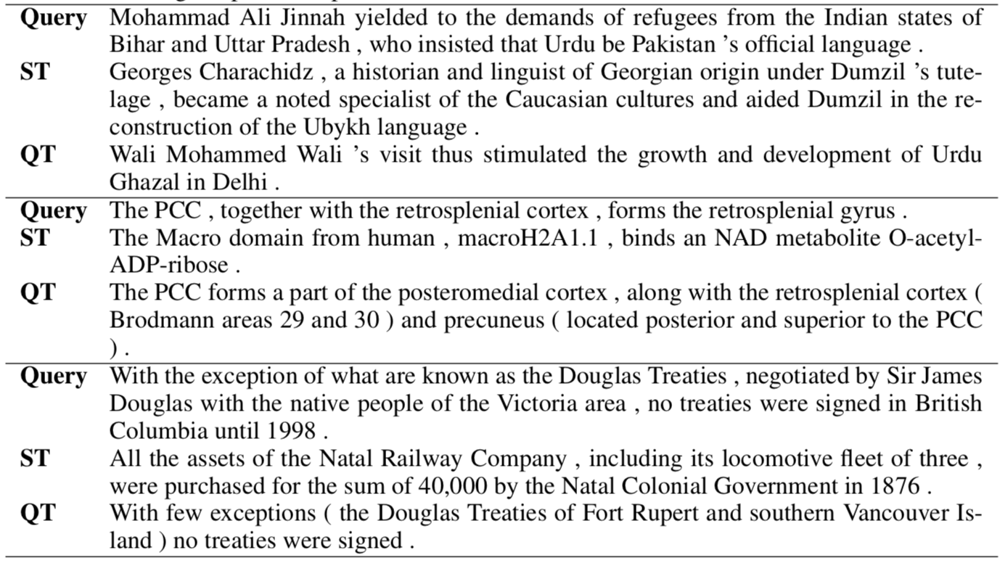 Query Mohammad Ali Jinnah yielded to the demands of refugees from the Indian states of
Bihar and Uttar Pradesh , who insisted that Urdu be Pakistan ’s official language .
ST Georges Charachidz , a historian and linguist of Georgian origin under Dumzil ’s tute-
lage , became a noted specialist of the Caucasian cultures and aided Dumzil in the re-
construction of the Ubykh language .
QT Wali Mohammed Wali ’s visit thus stimulated the growth and development of Urdu
Ghazal in Delhi .
Query The PCC , together with the retrosplenial cortex , forms the retrosplenial gyrus .
ST The Macro domain from human , macroH2A1.1 , binds an NAD metabolite O-acetyl-
ADP-ribose .
QT The PCC forms a part of the posteromedial cortex , along with the retrosplenial cortex (
Brodmann areas 29 and 30 ) and precuneus ( located posterior and superior to the PCC
) .
Query With the exception of what are known as the Douglas Treaties , negotiated by Sir James
Douglas with the native people of the Victoria area , no treaties were signed in British
Columbia until 1998 .
ST All the assets of the Natal Railway Company , including its locomotive fleet of three ,
were purchased for the sum of 40,000 by the Natal Colonial Government in 1876 .
QT With few exceptions ( the Douglas Treaties of Fort Rupert and southern Vancouver Is-
land ) no treaties were signed .